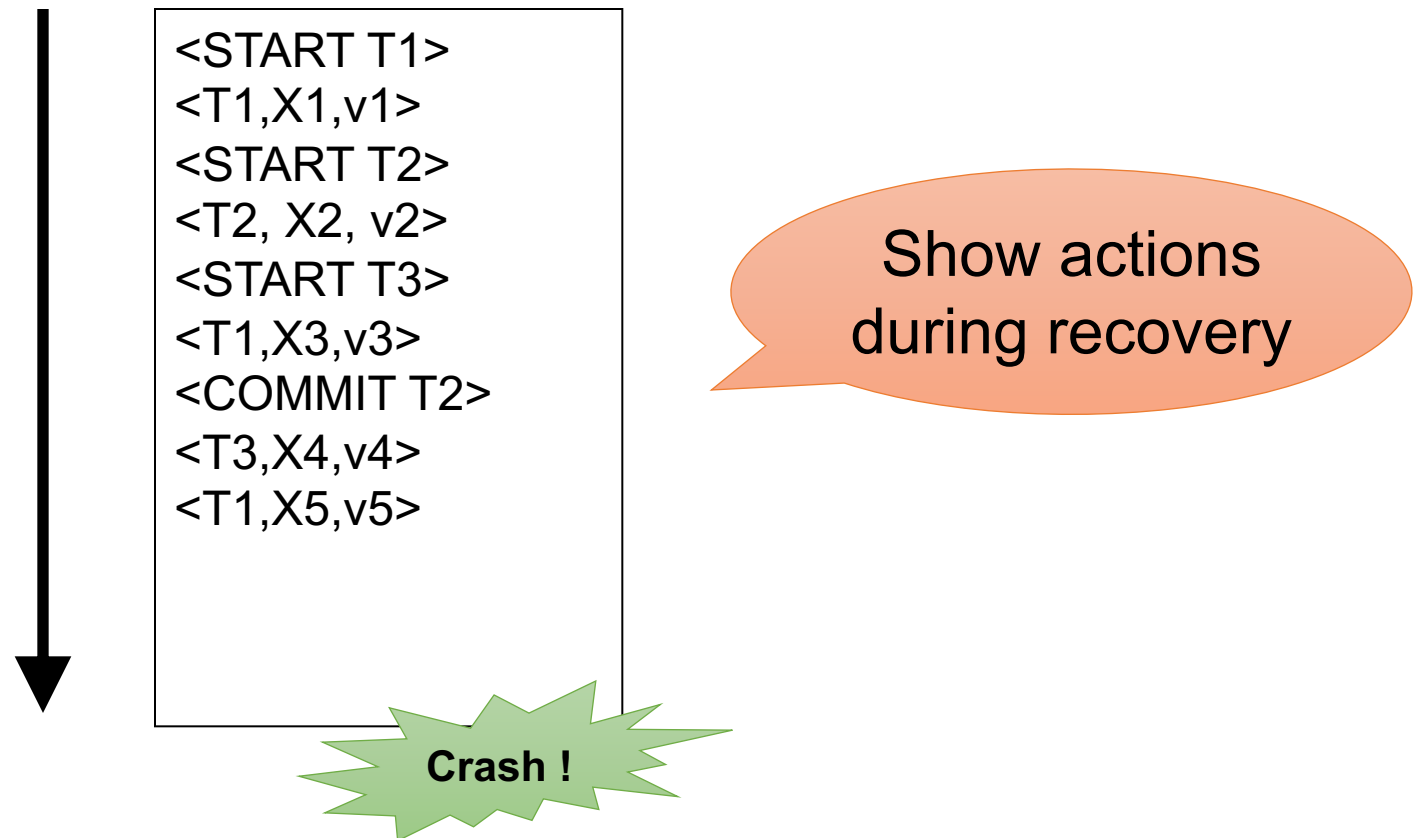 <START T1>
<T1,X1,v1>
<START T2>
<T2, X2, v2>
<START T3>
<T1,X3,v3>
<COMMIT T2>
<T3,X4,v4>
<T1,X5,v5>
Show actions
during recovery
Crash !